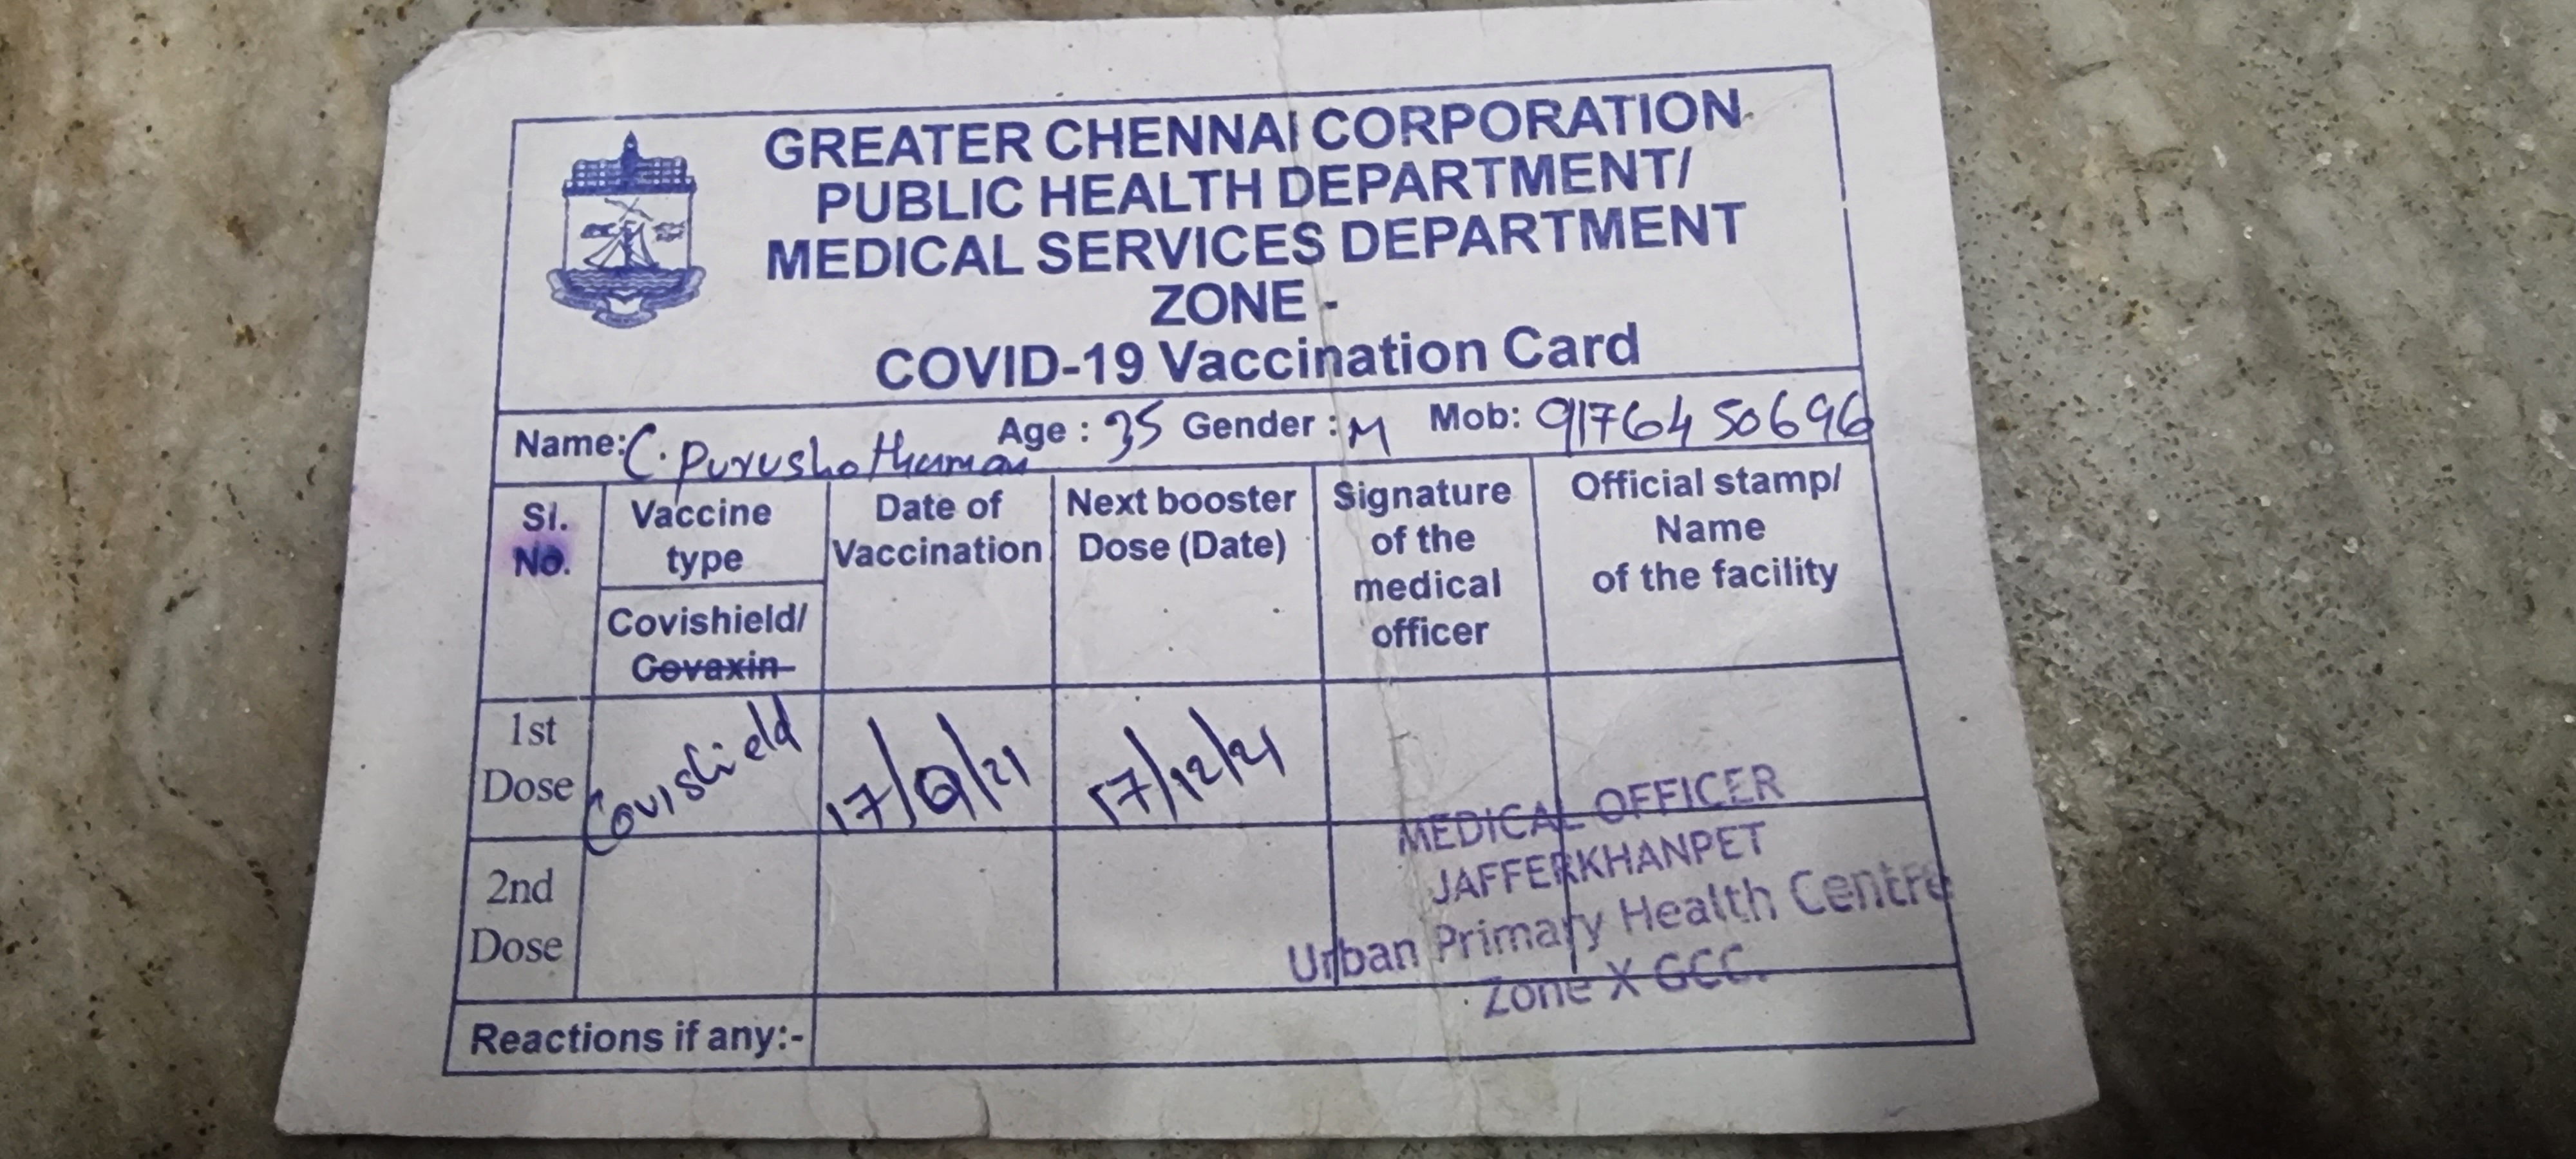 GREATER CHENNAI CORPORATION
PUBLIC HEALTH DEPARTMENT/
MEDICAL SERVICES DEPARTMENT
ZONE -
COVID-19 Vaccination Card
Name: C. Purushothuman Age : 35 Gender : M Mob: 9176450696
Sl. No.
Vaccine type
Covishield/
Covaxin
Date of Vaccination
Next booster Dose (Date)
Signature of the medical officer
Official stamp/ Name of the facility
1st Dose Covishield 17/9/21 17/12/21
2nd Dose
MEDICAL OFFICER
JAFFERKHANPET
Urban Primary Health Centre
Zone X GCC.
Reactions if any:-